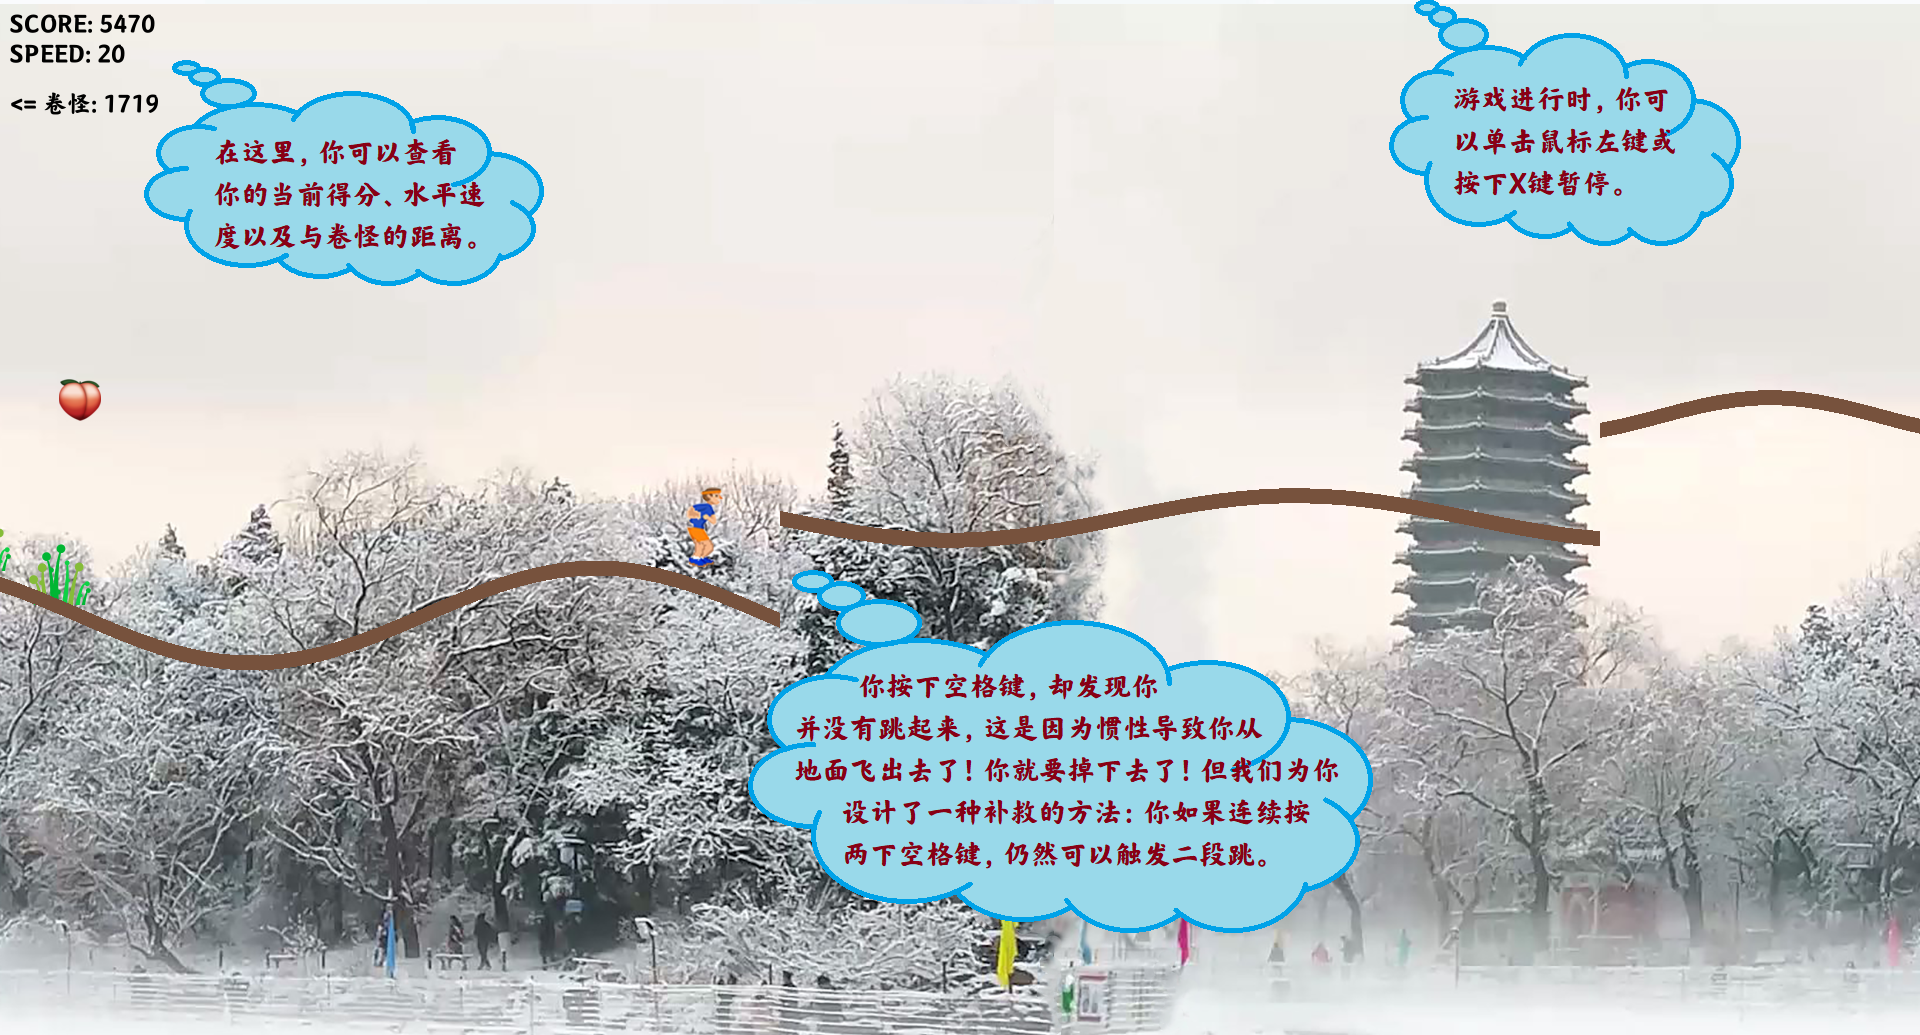 SCORE: 5470
SPEED: 20
<= 卷怪: 1719
在这里，你可以查看
你的当前得分、水平速
度以及与卷怪的距离。
游戏进行时，你可
以单击鼠标左键或
按下X键暂停。
你按下空格键，却发现你
并没有跳起来，这是因为惯性导致你从
地面飞出去了！你就要掉下去了！但我们为你
设计了一种补救的方法：你如果连续按
两下空格键，仍然可以触发二段跳。